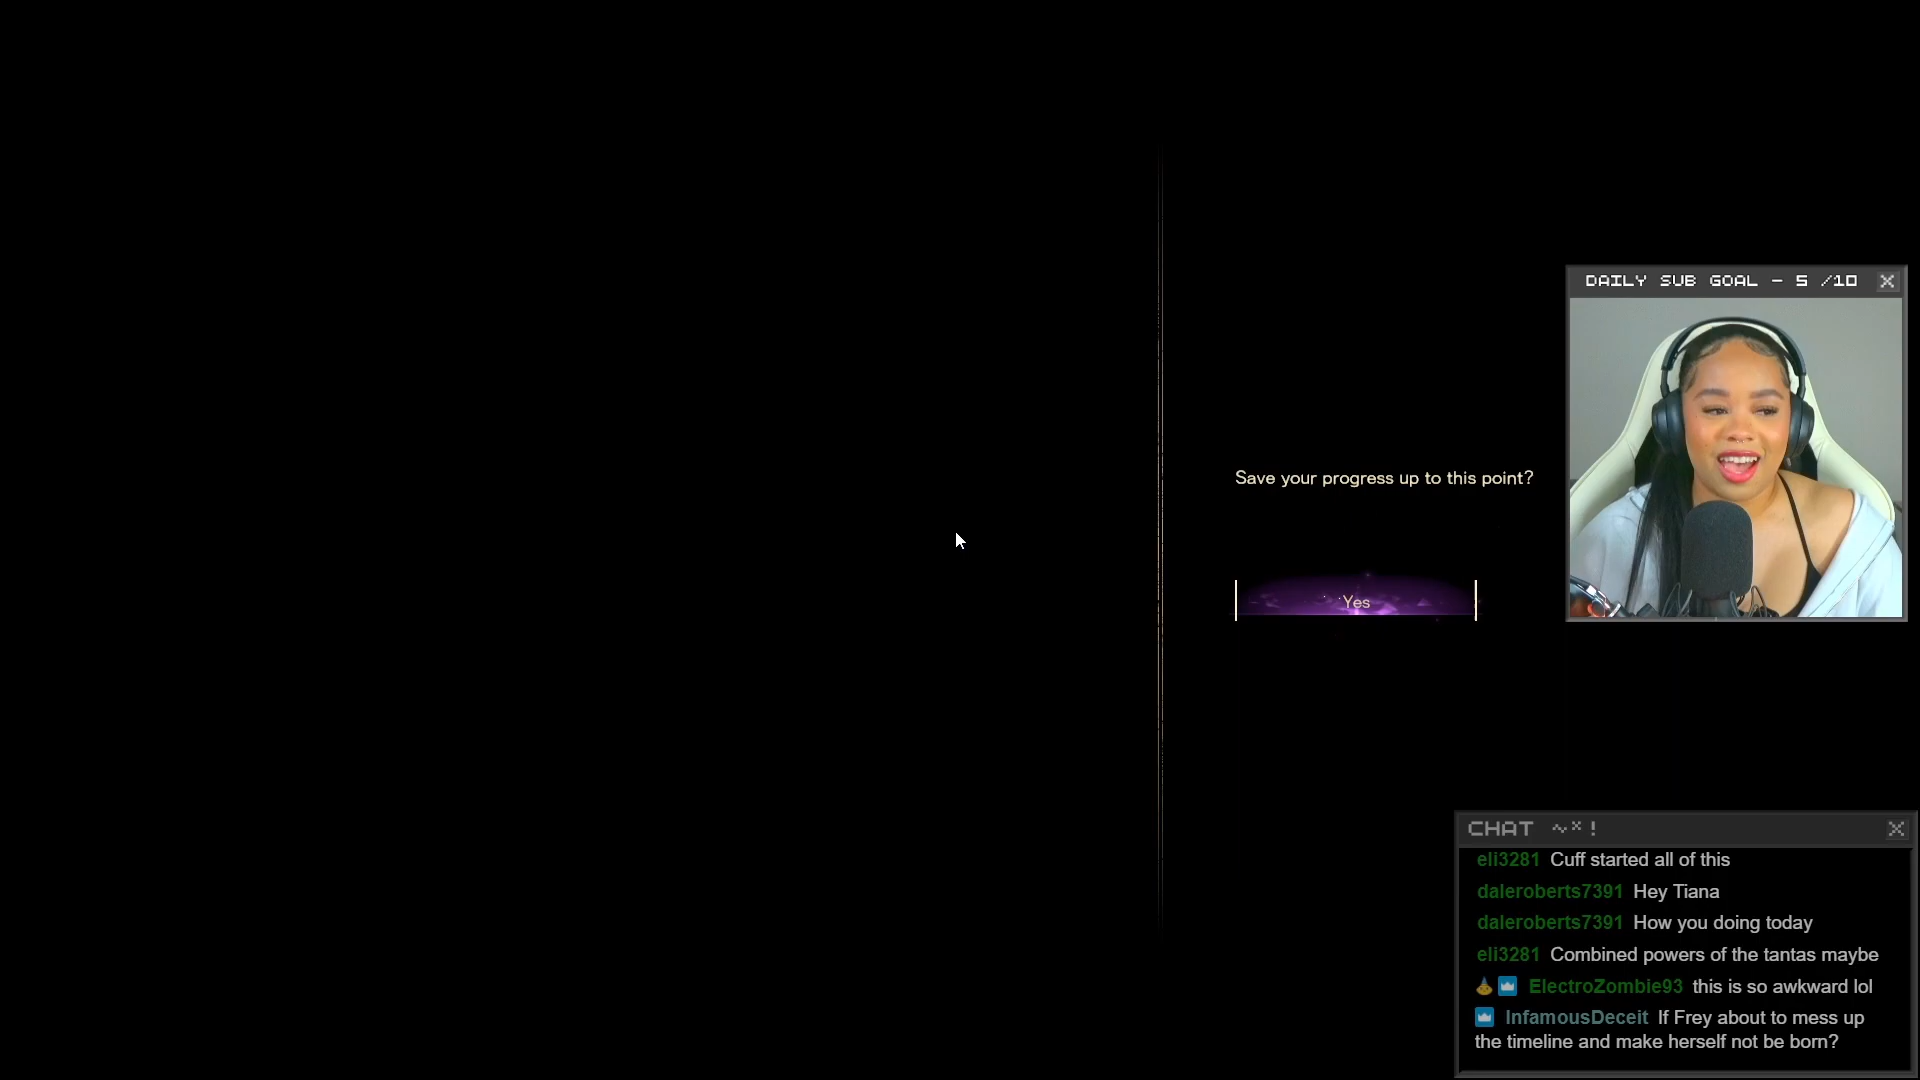 DAILY SUB GOAL - 5 /10
Save your progress up to this point?
Yes
CHAT ~*!
eli3281 Cuff started all of this
daleroberts7391 Hey Tiana
daleroberts7391 How you doing today
eli3281 Combined powers of the tantas maybe
ElectroZombie93 this is so awkward lol
InfamousDeceit If Frey about to mess up
the timeline and make herself not be born?